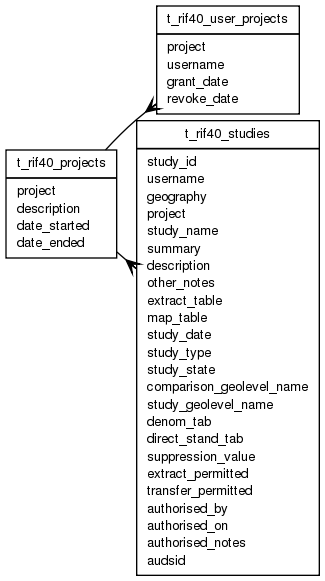 t_rif40_user_projects
project
username
grant_date
revoke_date
t_rif40_projects
project
description
date_started
date_ended
t_rif40_studies
study_id
username
geography
project
study_name
summary
description
other_notes
extract_table
map_table
study_date
study_type
study_state
comparison_geolevel_name
study_geolevel_name
denom_tab
direct_stand_tab
suppression_value
extract_permitted
transfer_permitted
authorised_by
authorised_on
authorised_notes
audsid